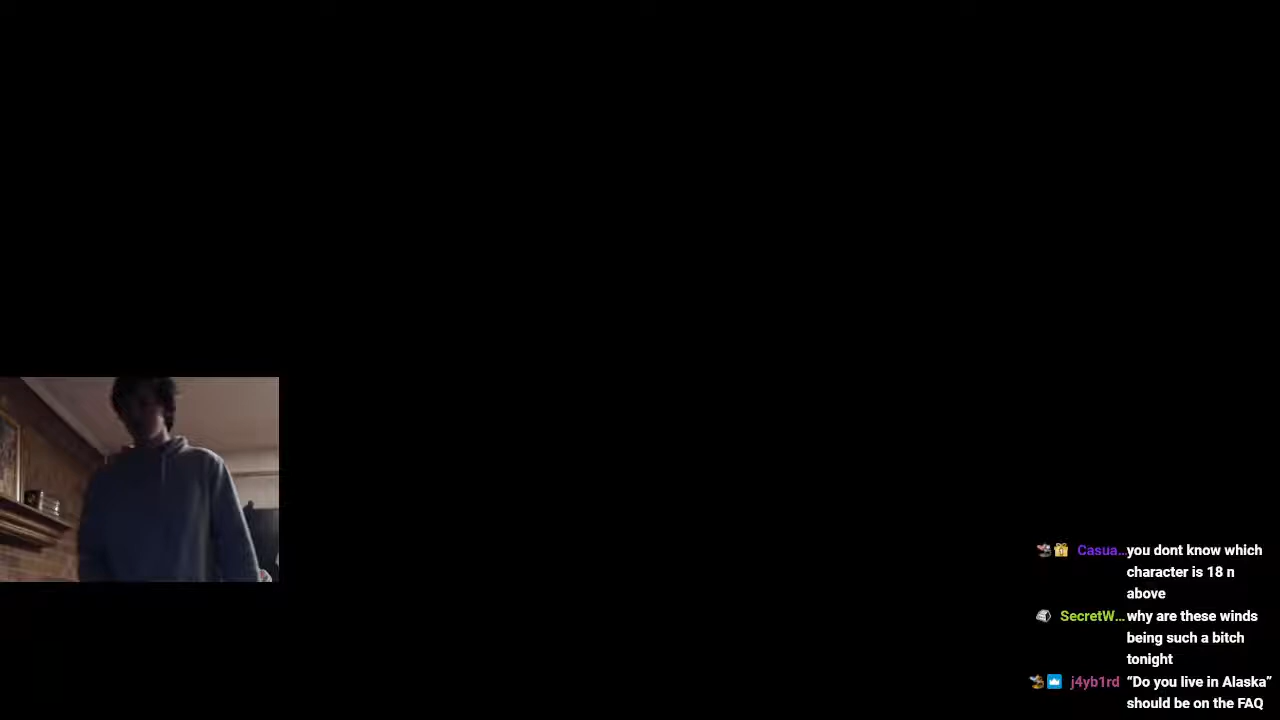 Casua… you dont know which
character is 18 n
above
SecretW… why are these winds
being such a bitch
tonight
j4yb1rd “Do you live in Alaska”
should be on the FAQ